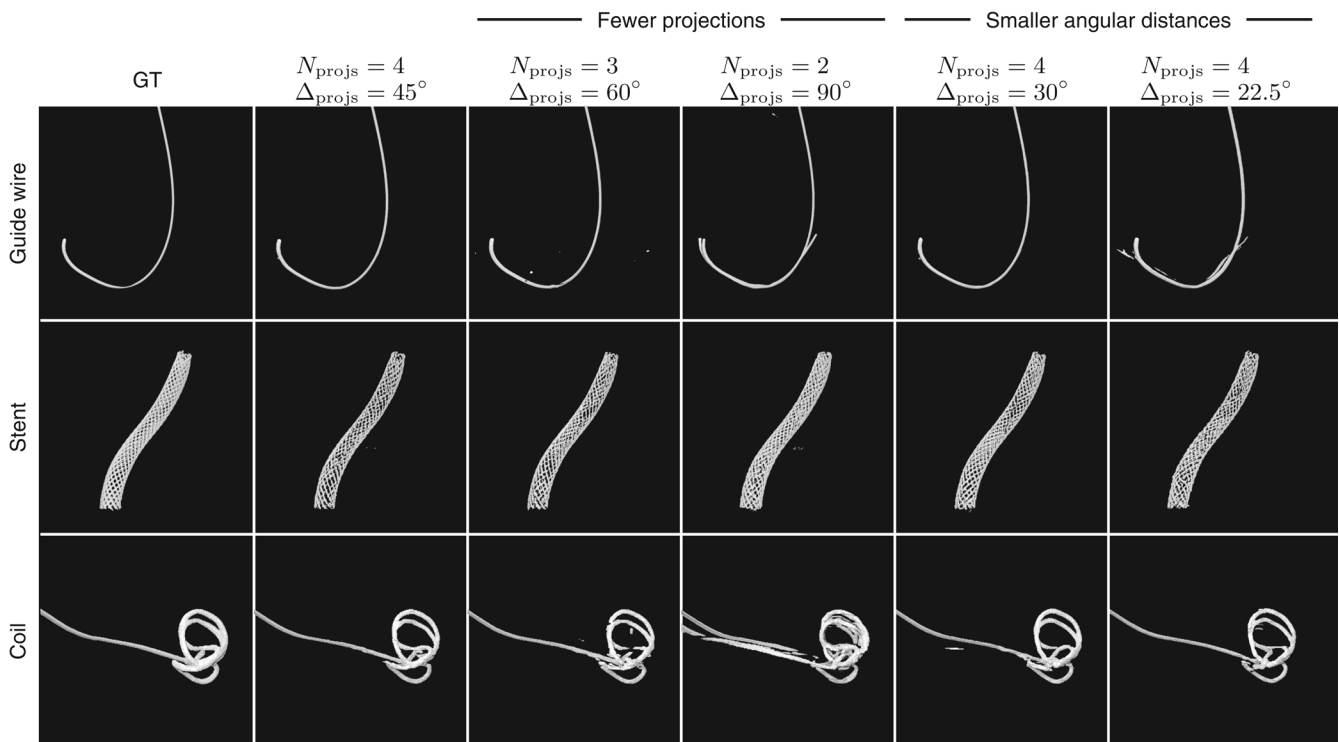 Fewer projections
Smaller angular distances
GT
N_projs = 4
Δ_projs = 45°
N_projs = 3
Δ_projs = 60°
N_projs = 2
Δ_projs = 90°
N_projs = 4
Δ_projs = 30°
N_projs = 4
Δ_projs = 22.5°
Guide wire
Stent
Coil